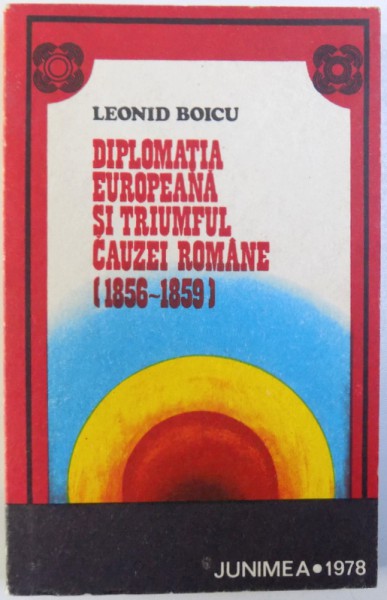 LEONID BOICU
DIPLOMAȚIA
EUROPEANĂ
ȘI TRIUMFUL
CAUZEI ROMÂNE
(1856~1859)
JUNIMEA • 1978